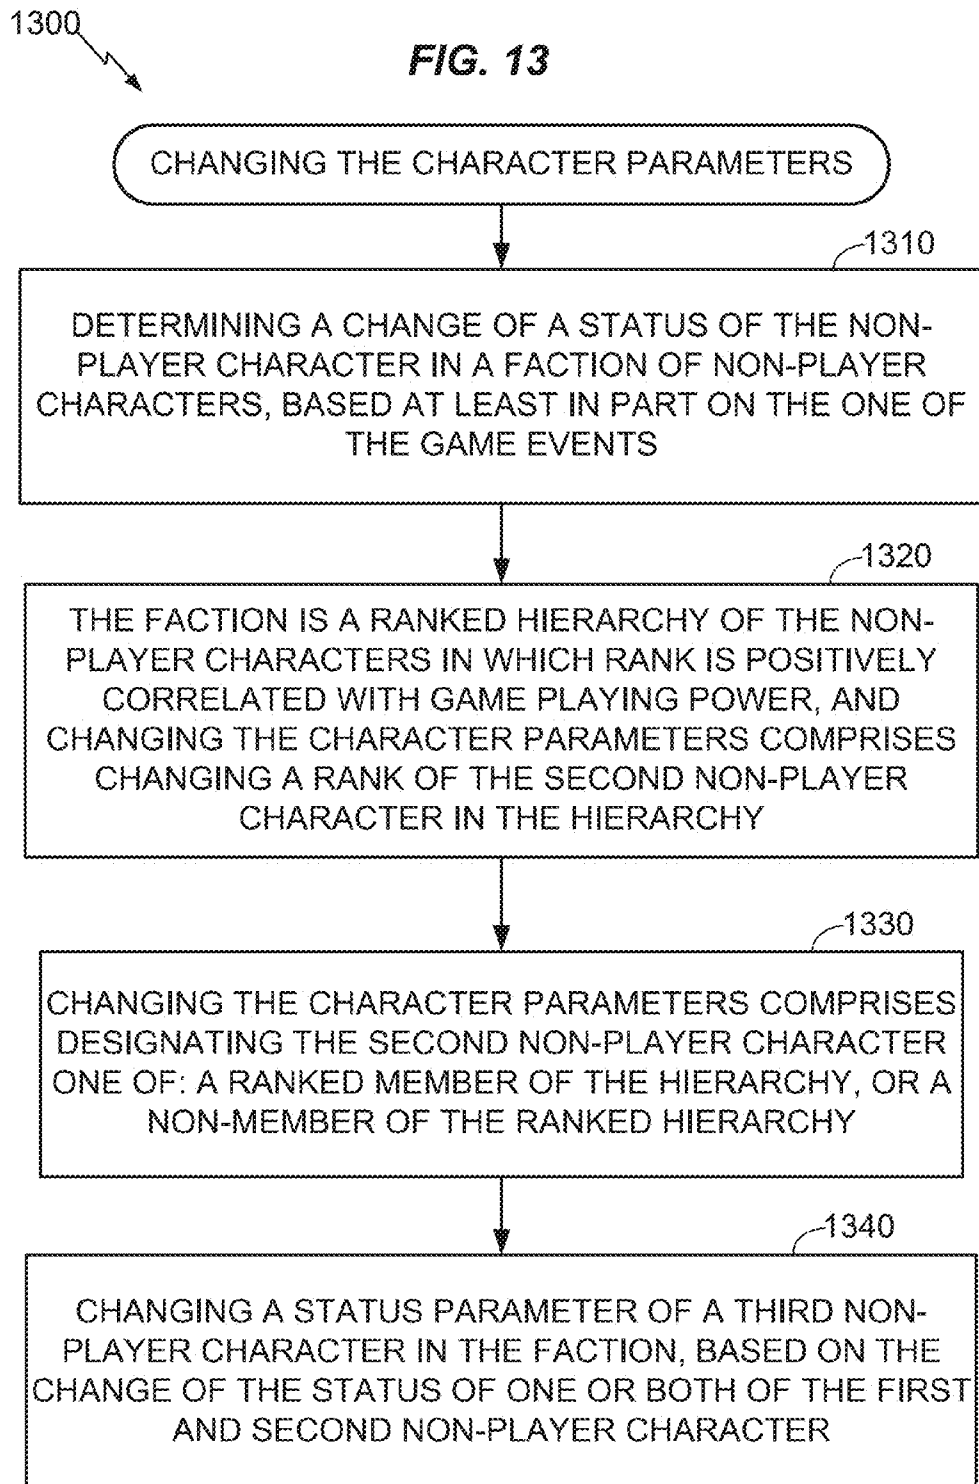 1300
FIG. 13
CHANGING THE CHARACTER PARAMETERS
1310
DETERMINING A CHANGE OF A STATUS OF THE NON-
PLAYER CHARACTER IN A FACTION OF NON-PLAYER
CHARACTERS, BASED AT LEAST IN PART ON THE ONE OF
THE GAME EVENTS
1320
THE FACTION IS A RANKED HIERARCHY OF THE NON-
PLAYER CHARACTERS IN WHICH RANK IS POSITIVELY
CORRELATED WITH GAME PLAYING POWER, AND
CHANGING THE CHARACTER PARAMETERS COMPRISES
CHANGING A RANK OF THE SECOND NON-PLAYER
CHARACTER IN THE HIERARCHY
1330
CHANGING THE CHARACTER PARAMETERS COMPRISES
DESIGNATING THE SECOND NON-PLAYER CHARACTER
ONE OF: A RANKED MEMBER OF THE HIERARCHY, OR A
NON-MEMBER OF THE RANKED HIERARCHY
1340
CHANGING A STATUS PARAMETER OF A THIRD NON-
PLAYER CHARACTER IN THE FACTION, BASED ON THE
CHANGE OF THE STATUS OF ONE OR BOTH OF THE FIRST
AND SECOND NON-PLAYER CHARACTER